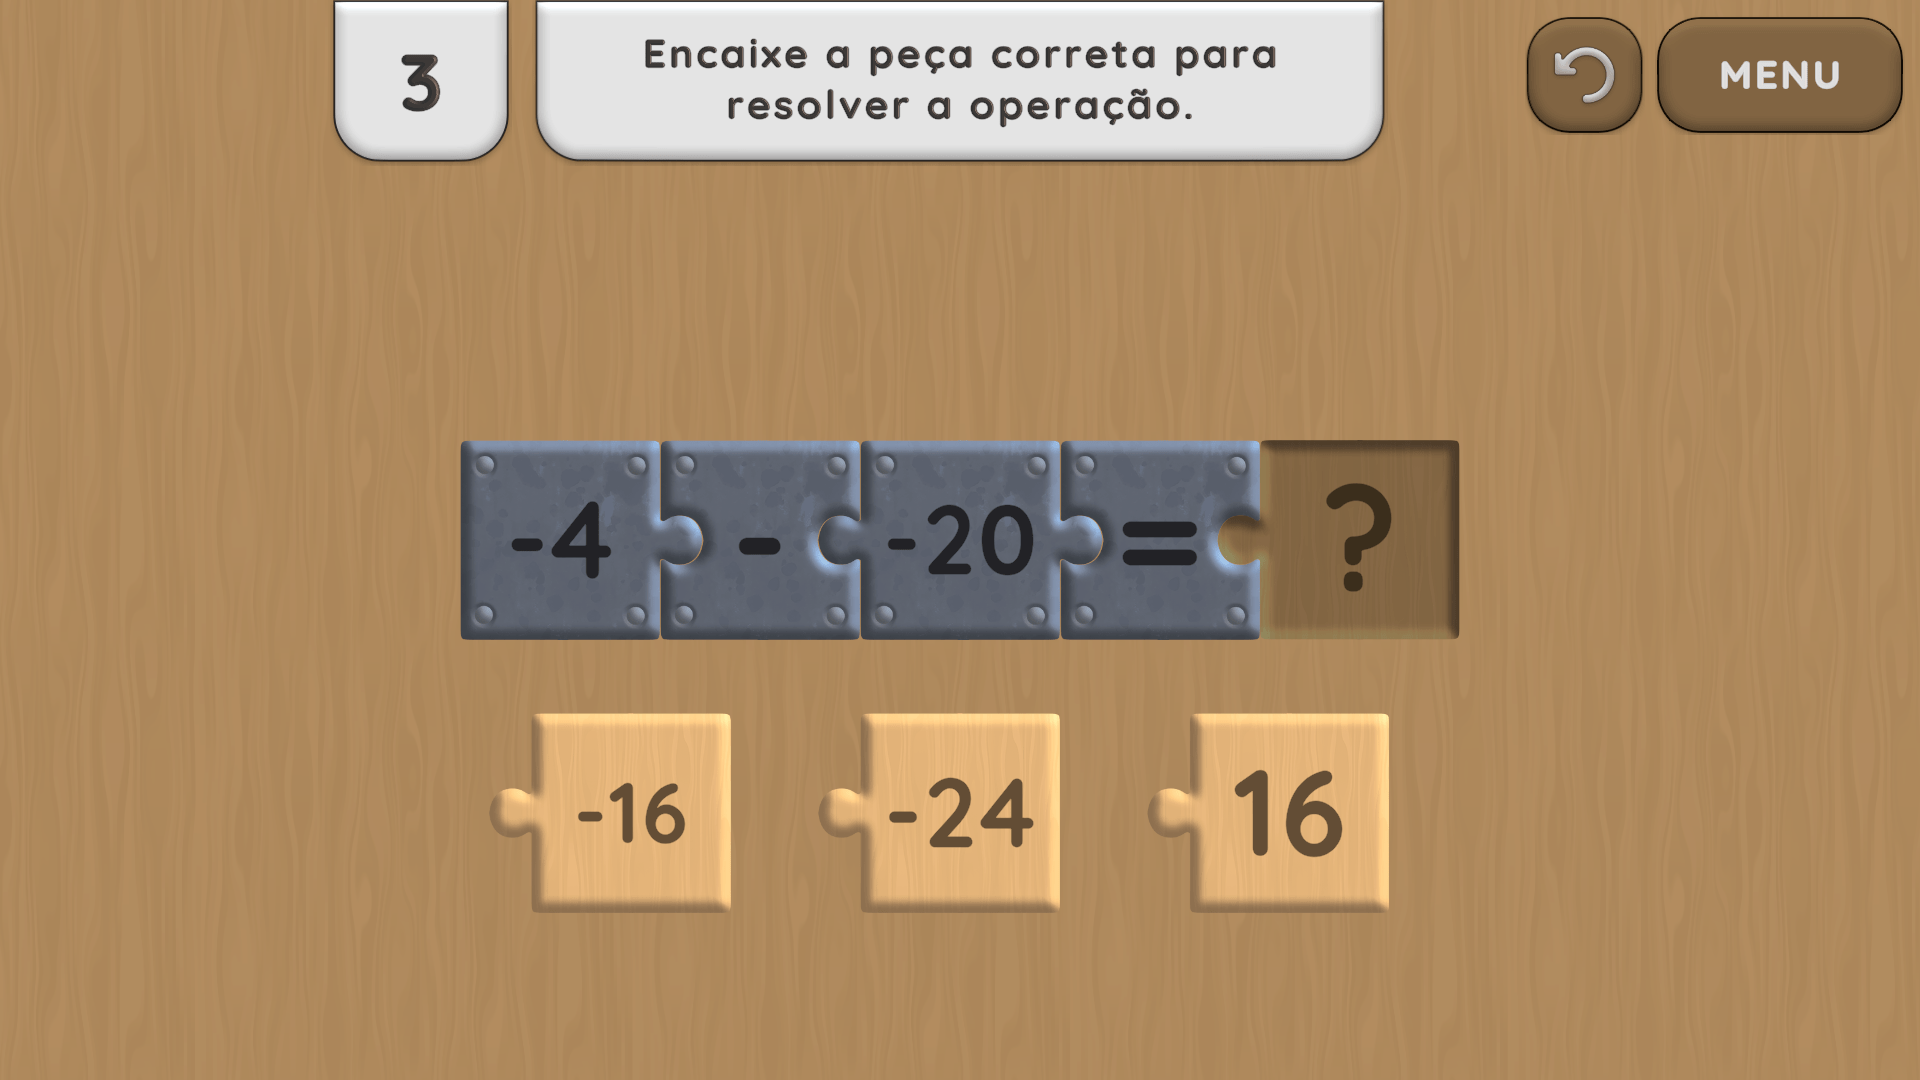 3
Encaixe a peça correta para
resolver a operação.
MENU
-4 - -20 = ?
-16 -24 16